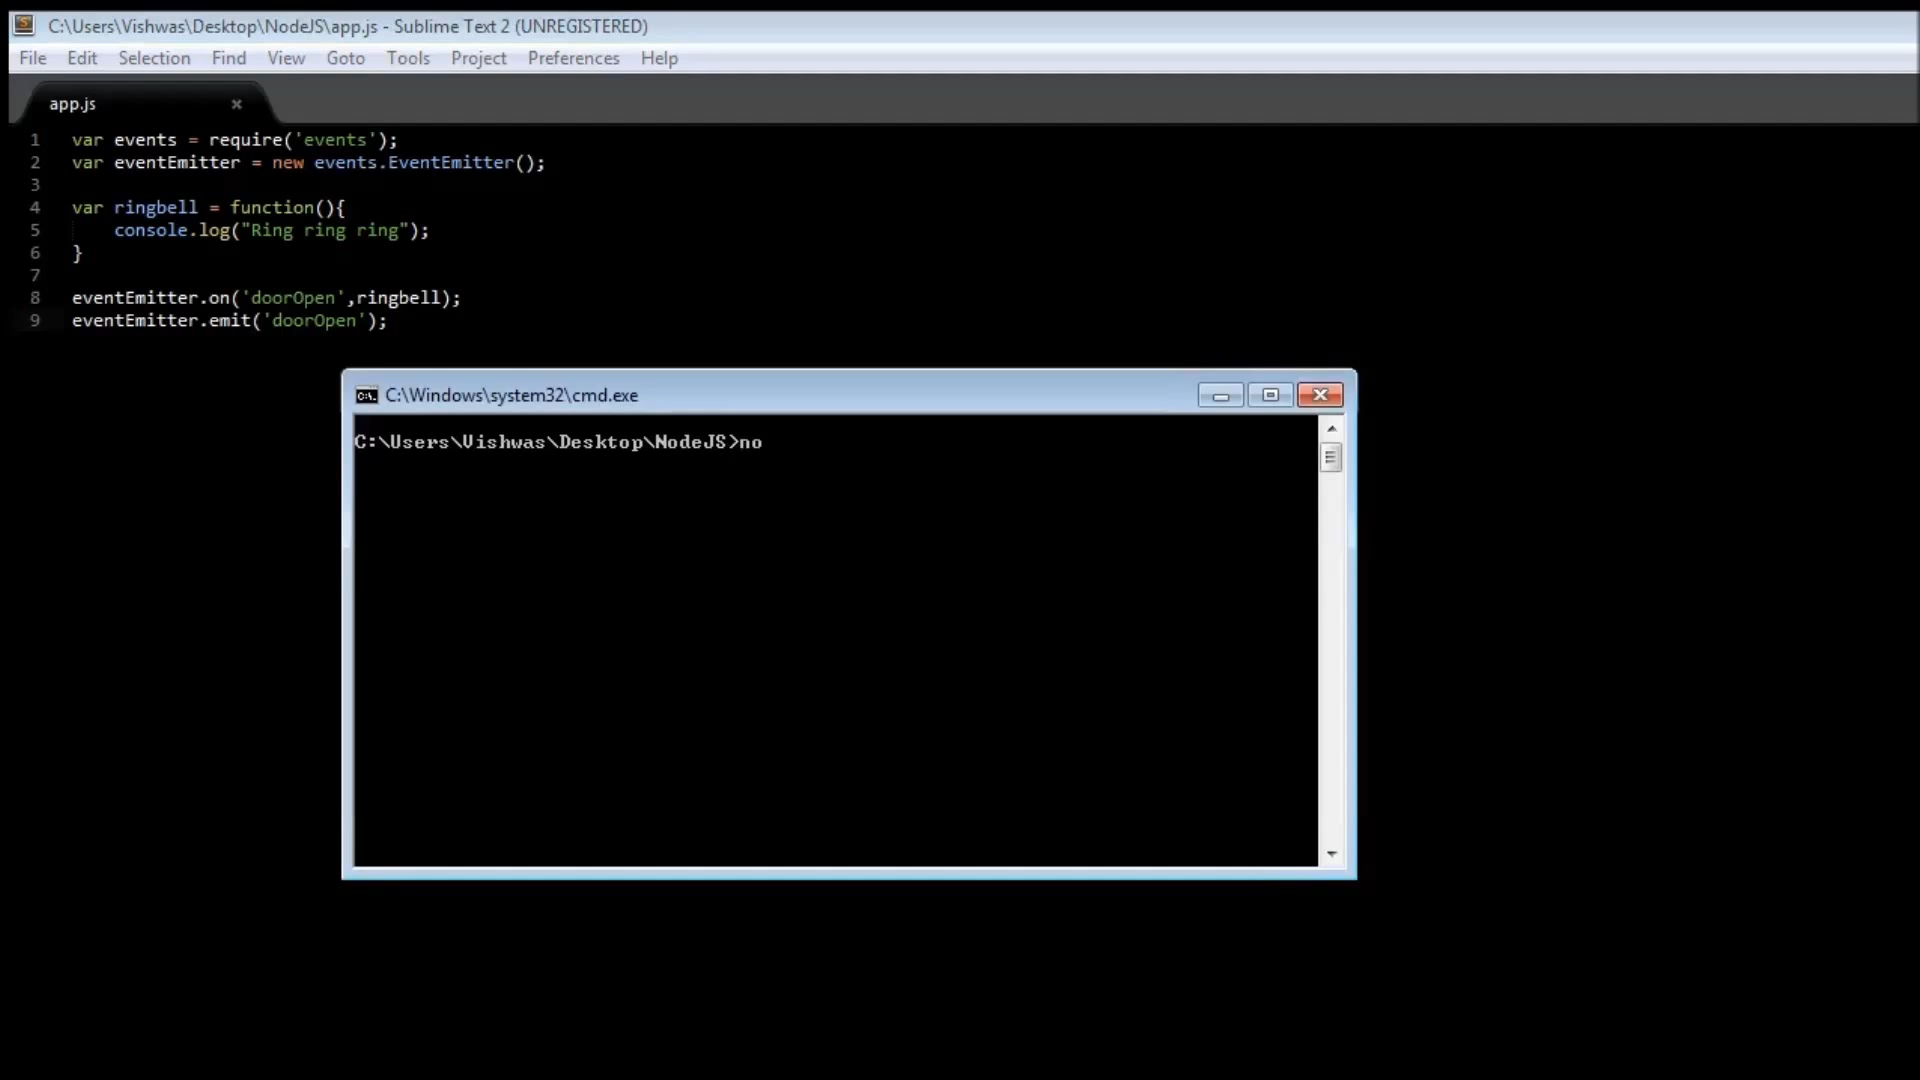 C:\Users\Vishwas\Desktop\NodeJS\app.js - Sublime Text 2 (UNREGISTERED)
File Edit Selection Find View Goto Tools Project Preferences Help
app.js
1 var events = require('events');
2 var eventEmitter = new events.EventEmitter();
3
4 var ringbell = function(){
5 console.log("Ring ring ring");
6 }
7
8 eventEmitter.on('doorOpen',ringbell);
9 eventEmitter.emit('doorOpen');
C:\Windows\system32\cmd.exe
C:\Users\Vishwas\Desktop\NodeJS>no